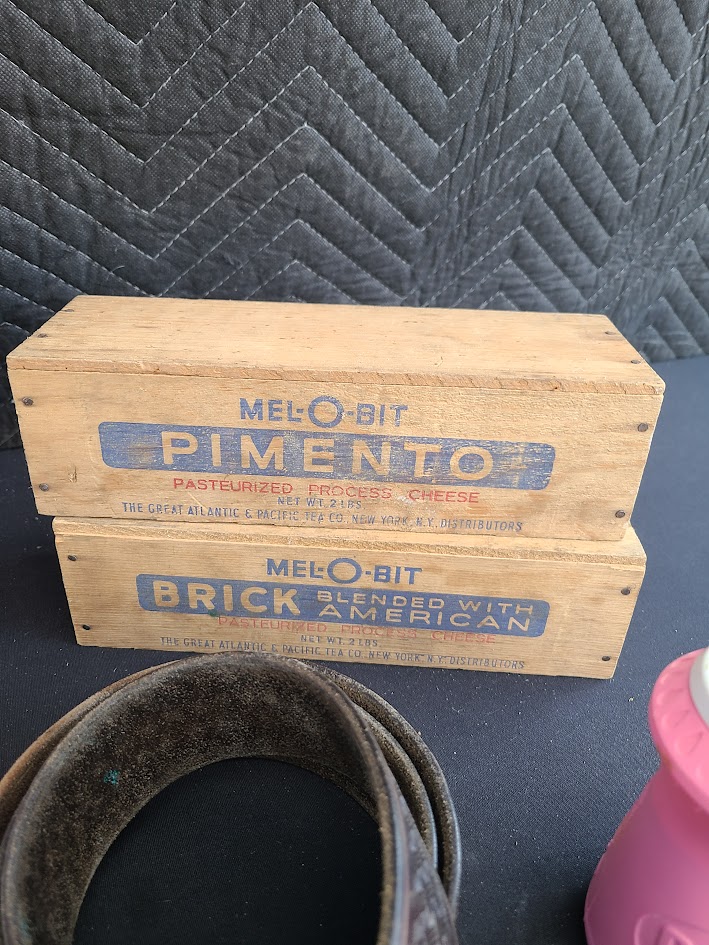 MEL-O-BIT
PIMENTO
PASTEURIZED PROCESS CHEESE
NET WT. 2 LBS.
THE GREAT ATLANTIC & PACIFIC TEA CO. NEW YORK, N.Y. DISTRIBUTORS
MEL-O-BIT
BRICK BLENDED WITH AMERICAN
PASTEURIZED PROCESS CHEESE
NET WT. 2 LBS.
THE GREAT ATLANTIC & PACIFIC TEA CO. NEW YORK, N.Y. DISTRIBUTORS